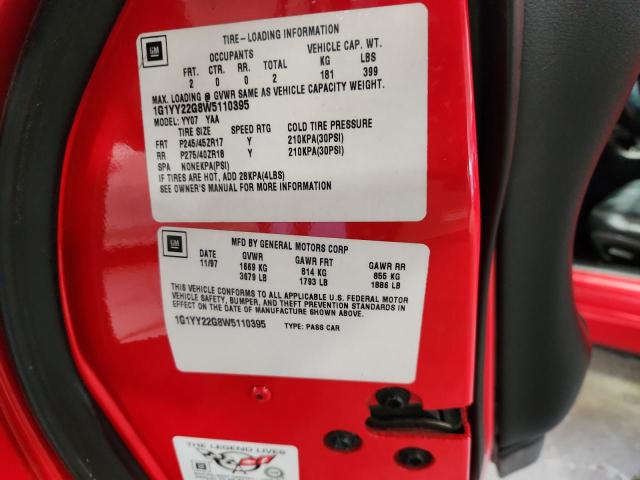 GM
TIRE-LOADING INFORMATION
OCCUPANTS VEHICLE CAP. WT.
FRT. CTR. RR. TOTAL KG LBS
2 0 0 2 181 399
MAX. LOADING @ GVWR SAME AS VEHICLE CAPACITY WEIGHT.
1G1YY22G8W5110395
MODEL: YY07 YAA
TIRE SIZE SPEED RTG COLD TIRE PRESSURE
FRT P245/45ZR17 Y 210KPA(30PSI)
RR P275/40ZR18 Y 210KPA(30PSI)
SPA NONEKPA(PSI)
IF TIRES ARE HOT, ADD 28KPA(4LBS)
SEE OWNER'S MANUAL FOR MORE INFORMATION
GM
MFD BY GENERAL MOTORS CORP
DATE GVWR GAWR FRT GAWR RR
11/97 1669 KG 814 KG 855 KG
3679 LB 1793 LB 1886 LB
THIS VEHICLE CONFORMS TO ALL APPLICABLE U.S. FEDERAL MOTOR
VEHICLE SAFETY, BUMPER, AND THEFT PREVENTION STANDARDS IN
EFFECT ON THE DATE OF MANUFACTURE SHOWN ABOVE.
1G1YY22G8W5110395 TYPE: PASS CAR
THE LEGEND LIVES